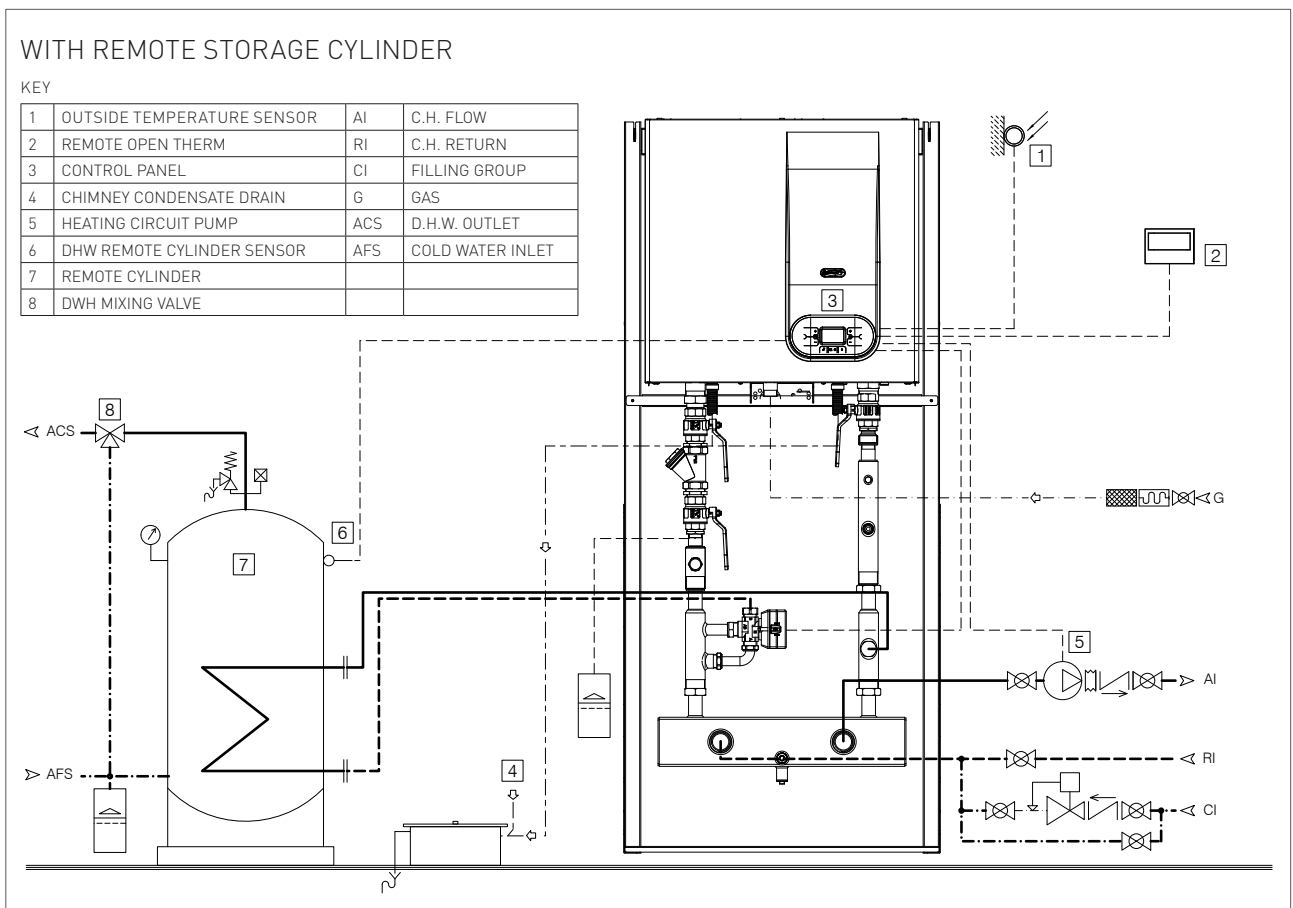 WITH REMOTE STORAGE CYLINDER
KEY
1 OUTSIDE TEMPERATURE SENSOR AI C.H. FLOW
2 REMOTE OPEN THERM RI C.H. RETURN
3 CONTROL PANEL CI FILLING GROUP
4 CHIMNEY CONDENSATE DRAIN G GAS
5 HEATING CIRCUIT PUMP ACS D.H.W. OUTLET
6 DHW REMOTE CYLINDER SENSOR AFS COLD WATER INLET
7 REMOTE CYLINDER
8 DWH MIXING VALVE
1
2
3
8
ACS
G
6
7
5
AI
4
AFS
RI
CI